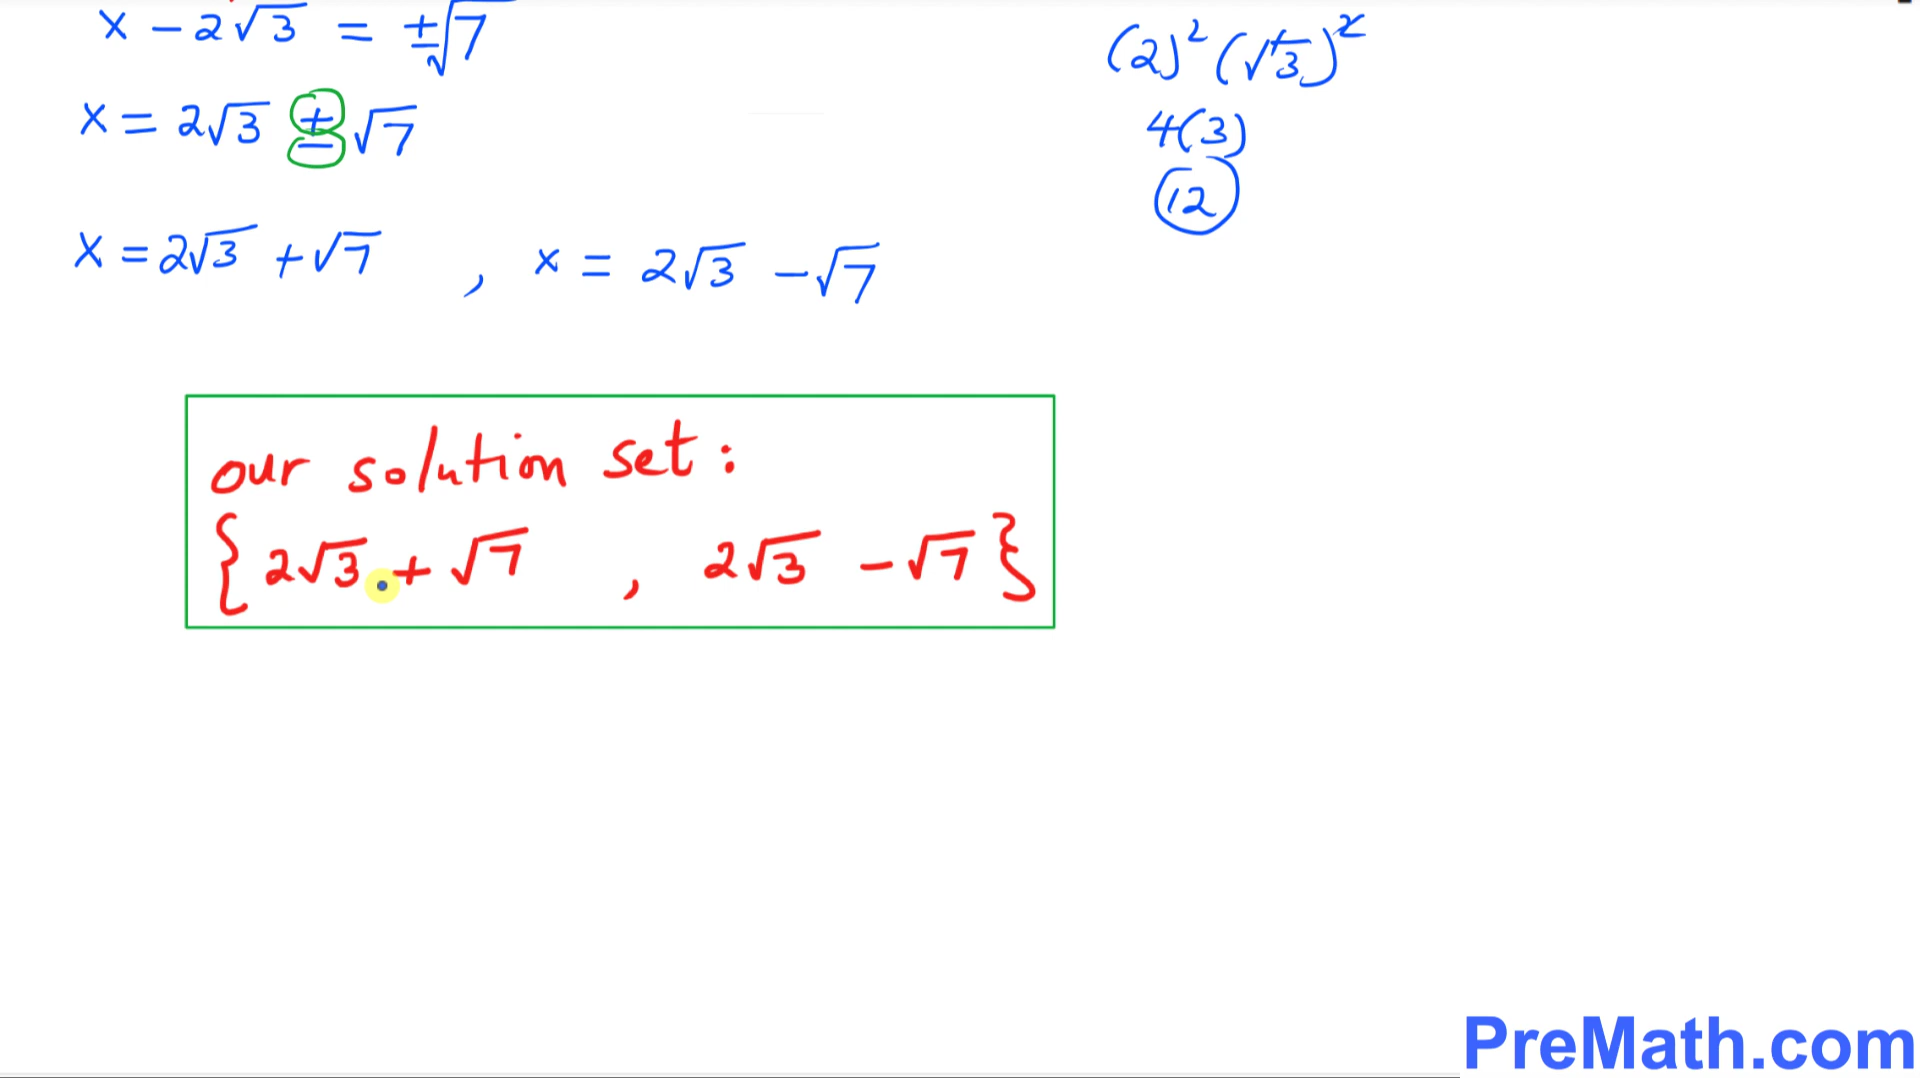 x - 2√3 = ±√7
x = 2√3 ± √7
x = 2√3 + √7 , x = 2√3 - √7
(2)² (√3)²
4(3)
12
our solution set:
{ 2√3 + √7 , 2√3 - √7 }
PreMath.com